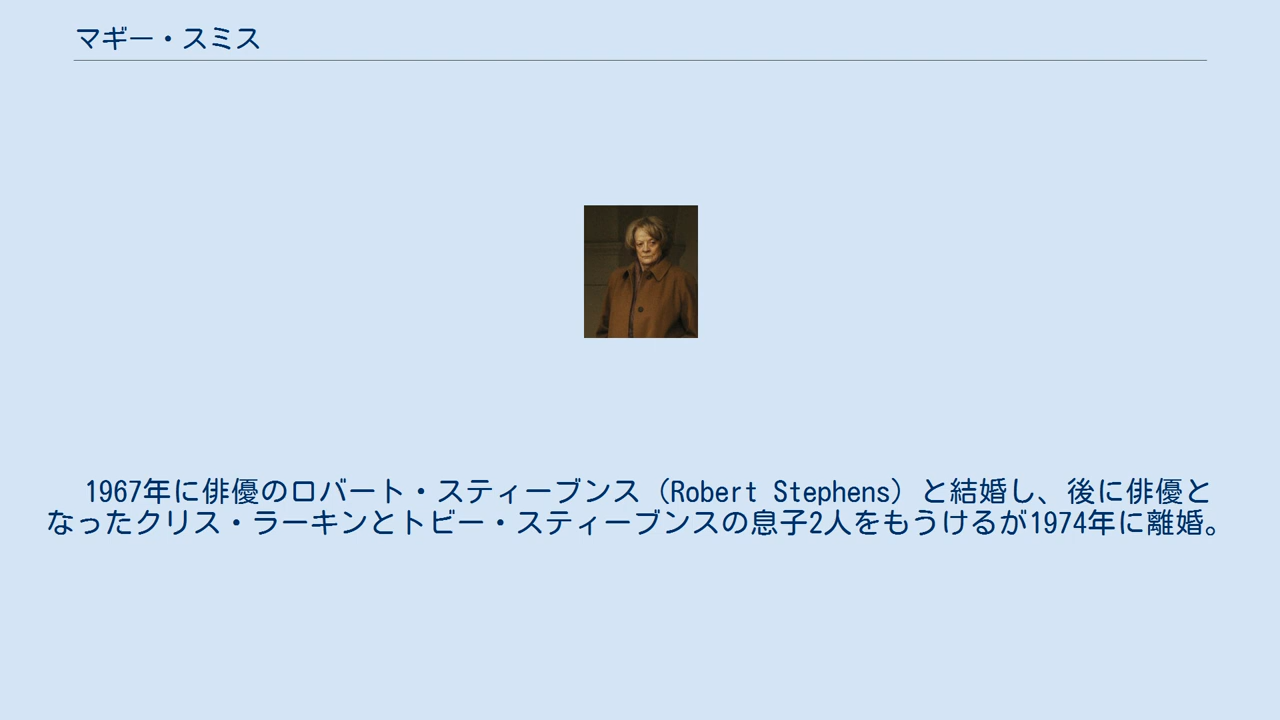 マギー・スミス
1967年に俳優のロバート・スティーブンス（Robert Stephens）と結婚し、後に俳優と
なったクリス・ラーキンとトビー・スティーブンスの息子2人をもうけるが1974年に離婚。